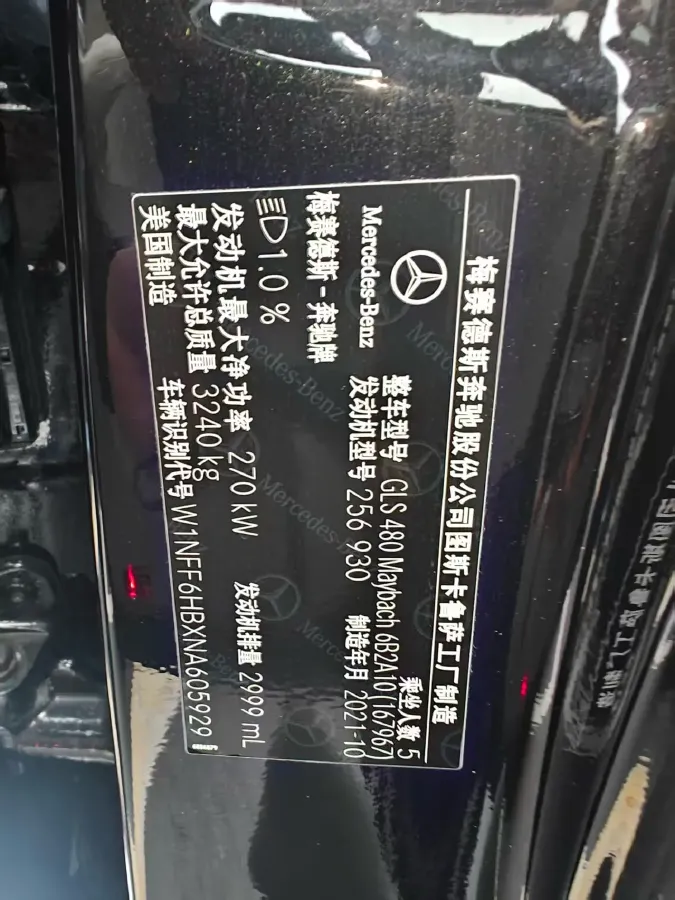 梅赛德斯奔驰股份公司图斯卡鲁萨工厂制造
Mercedes-Benz
梅赛德斯-奔驰牌
整车型号 GLS 480 Maybach 6B2A10(167967)
乘坐人数 5
发动机型号 256 930
制造年月 2021-10
1.0 %
发动机最大净功率 270 kW
发动机排量 2999 mL
最大允许总质量 3240 kg
美国制造
车辆识别代号 W1NFF6HBXNA605929